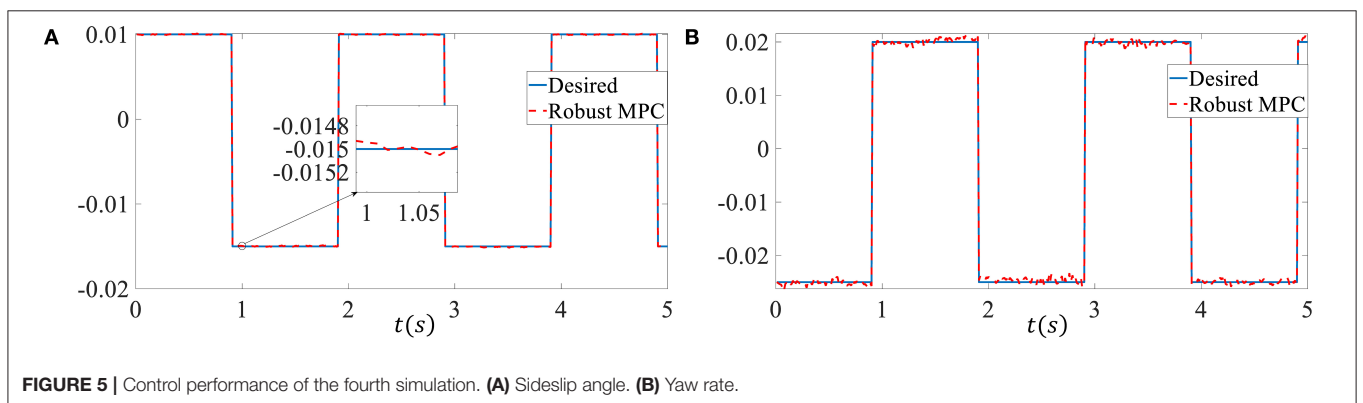 A
0.01
0
-0.01
-0.02
0 1 2 3 4 5
t(s)
Desired
Robust MPC
-0.0148
-0.015
-0.0152
1 1.05
B
0.02
0.01
0
-0.01
-0.02
0 1 2 3 4 5
t(s)
Desired
Robust MPC
FIGURE 5 | Control performance of the fourth simulation. (A) Sideslip angle. (B) Yaw rate.